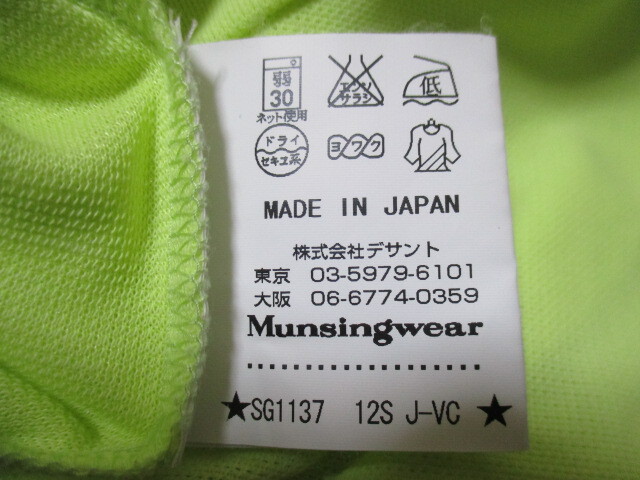 弱
30
ネット使用
エンソ
サラシ
低
ドライ
セキユ系
ヨワク
MADE IN JAPAN
株式会社デサント
東京 03-5979-6101
大阪 06-6774-0359
Munsingwear
★SG1137 12S J-VC ★